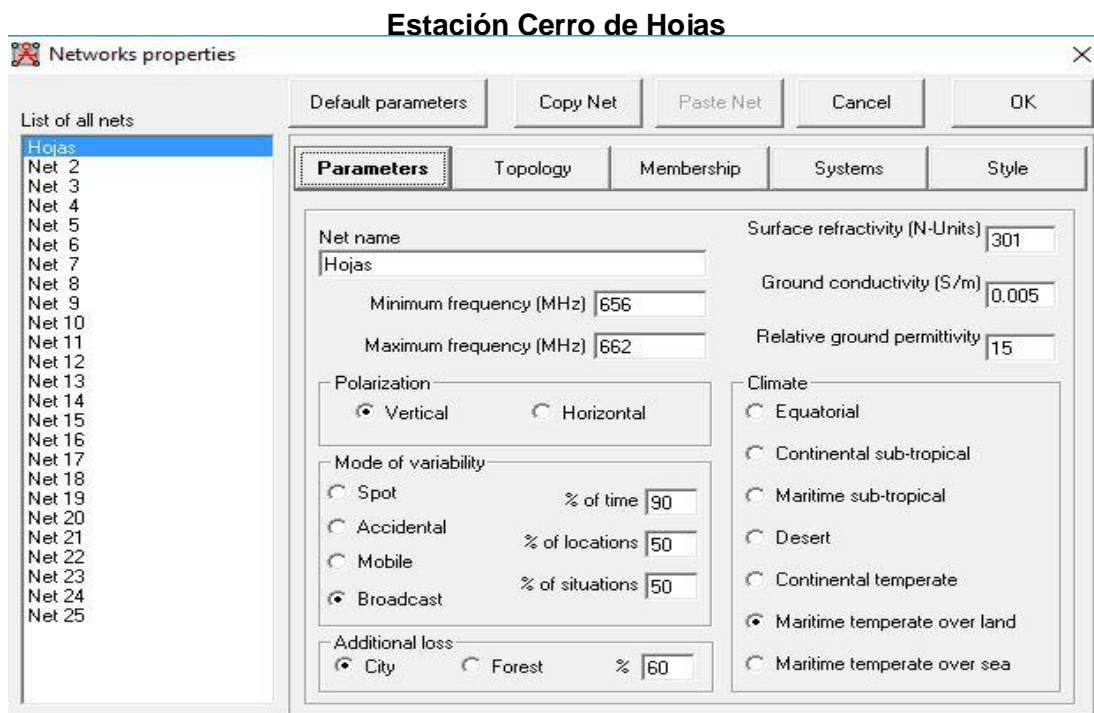 Estación Cerro de Hojas
Networks properties
List of all nets
Hojas
Net 2
Net 3
Net 4
Net 5
Net 6
Net 7
Net 8
Net 9
Net 10
Net 11
Net 12
Net 13
Net 14
Net 15
Net 16
Net 17
Net 18
Net 19
Net 20
Net 21
Net 22
Net 23
Net 24
Net 25
Default parameters Copy Net Paste Net Cancel OK
Parameters Topology Membership Systems Style
Net name
Hojas
Minimum frequency (MHz) 656
Maximum frequency (MHz) 662
Surface refractivity (N-Units) 301
Ground conductivity (S/m) 0.005
Relative ground permittivity 15
Polarization
Vertical Horizontal
Mode of variability
Spot
Accidental
Mobile
Broadcast
% of time 90
% of locations 50
% of situations 50
Additional loss
City Forest % 60
Climate
Equatorial
Continental sub-tropical
Maritime sub-tropical
Desert
Continental temperate
Maritime temperate over land
Maritime temperate over sea